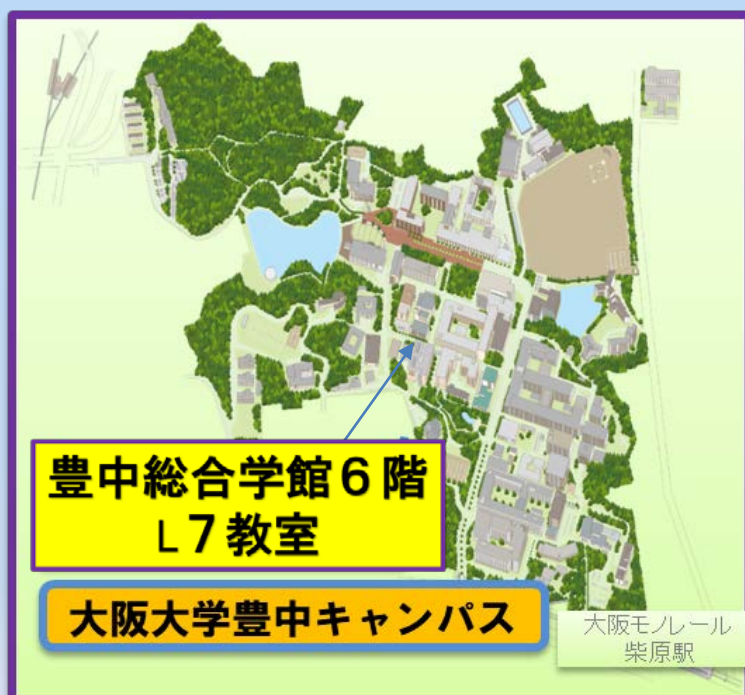 豊中総合学館６階
Ｌ７教室
大阪大学豊中キャンパス
大阪モノレール
柴原駅